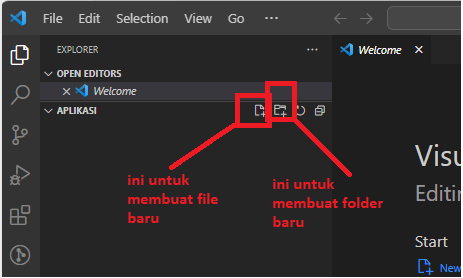 File Edit Selection View Go ...
EXPLORER ...
Welcome
OPEN EDITORS
Welcome
APLIKASI
ini untuk
membuat file
baru
ini untuk
membuat folder
baru
Visu
Editin
Start
New